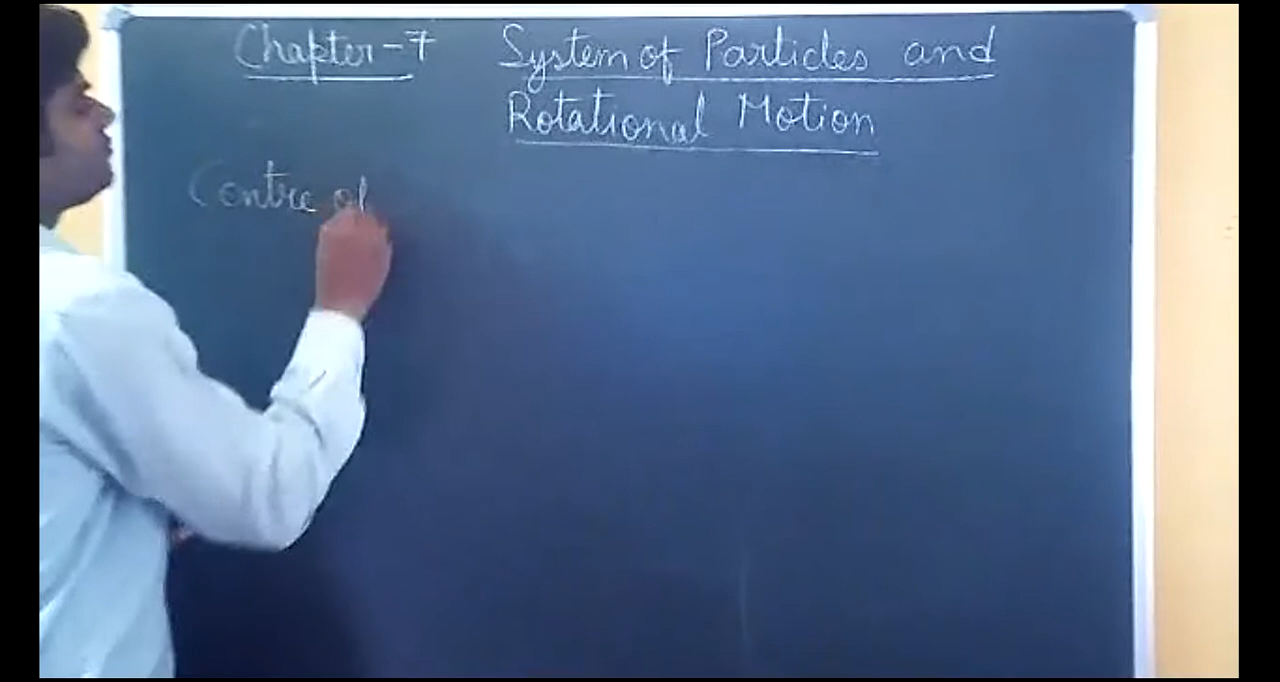 Chapter-7 System of Particles and
Rotational Motion
Centre of